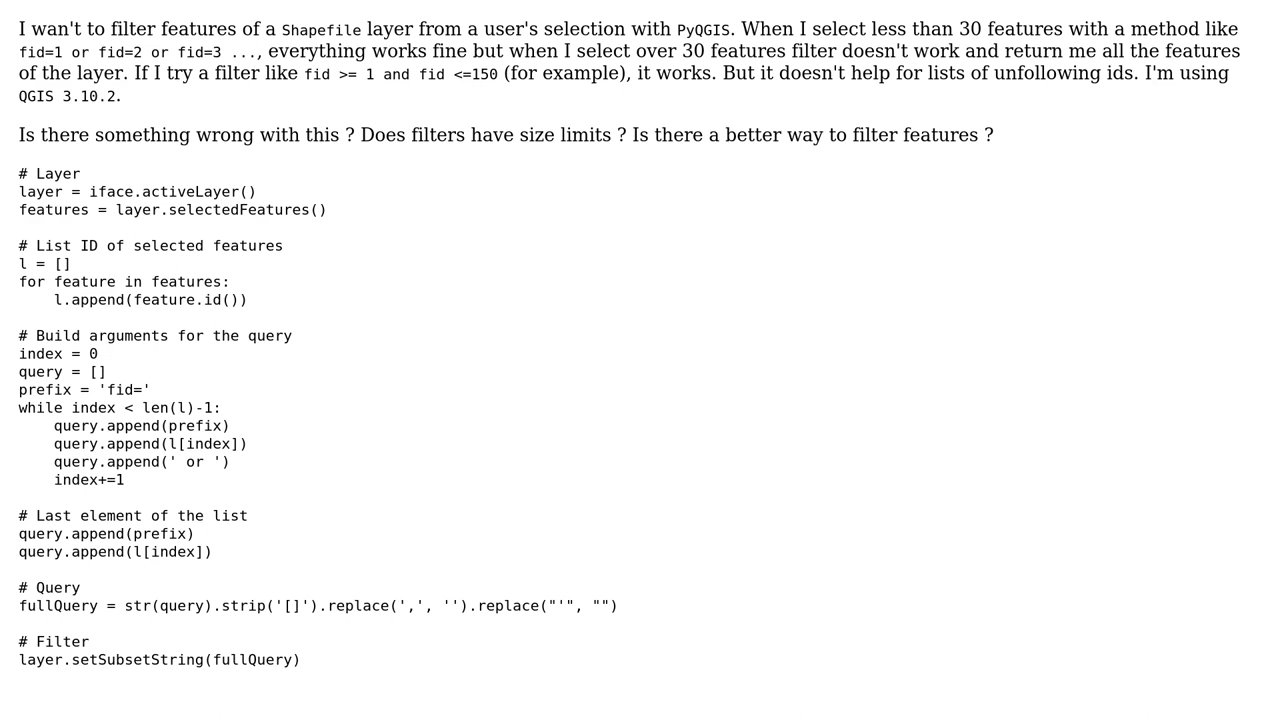 I wan't to filter features of a Shapefile layer from a user's selection with PyQGIS. When I select less than 30 features with a method like
fid=1 or fid=2 or fid=3 ..., everything works fine but when I select over 30 features filter doesn't work and return me all the features
of the layer. If I try a filter like fid >= 1 and fid <=150 (for example), it works. But it doesn't help for lists of unfollowing ids. I'm using
QGIS 3.10.2.
Is there something wrong with this ? Does filters have size limits ? Is there a better way to filter features ?
# Layer
layer = iface.activeLayer()
features = layer.selectedFeatures()
# List ID of selected features
l = []
for feature in features:
    l.append(feature.id())
# Build arguments for the query
index = 0
query = []
prefix = 'fid='
while index < len(l)-1:
    query.append(prefix)
    query.append(l[index])
    query.append(' or ')
    index+=1
# Last element of the list
query.append(prefix)
query.append(l[index])
# Query
fullQuery = str(query).strip('[]').replace(',', '').replace("'", "")
# Filter
layer.setSubsetString(fullQuery)